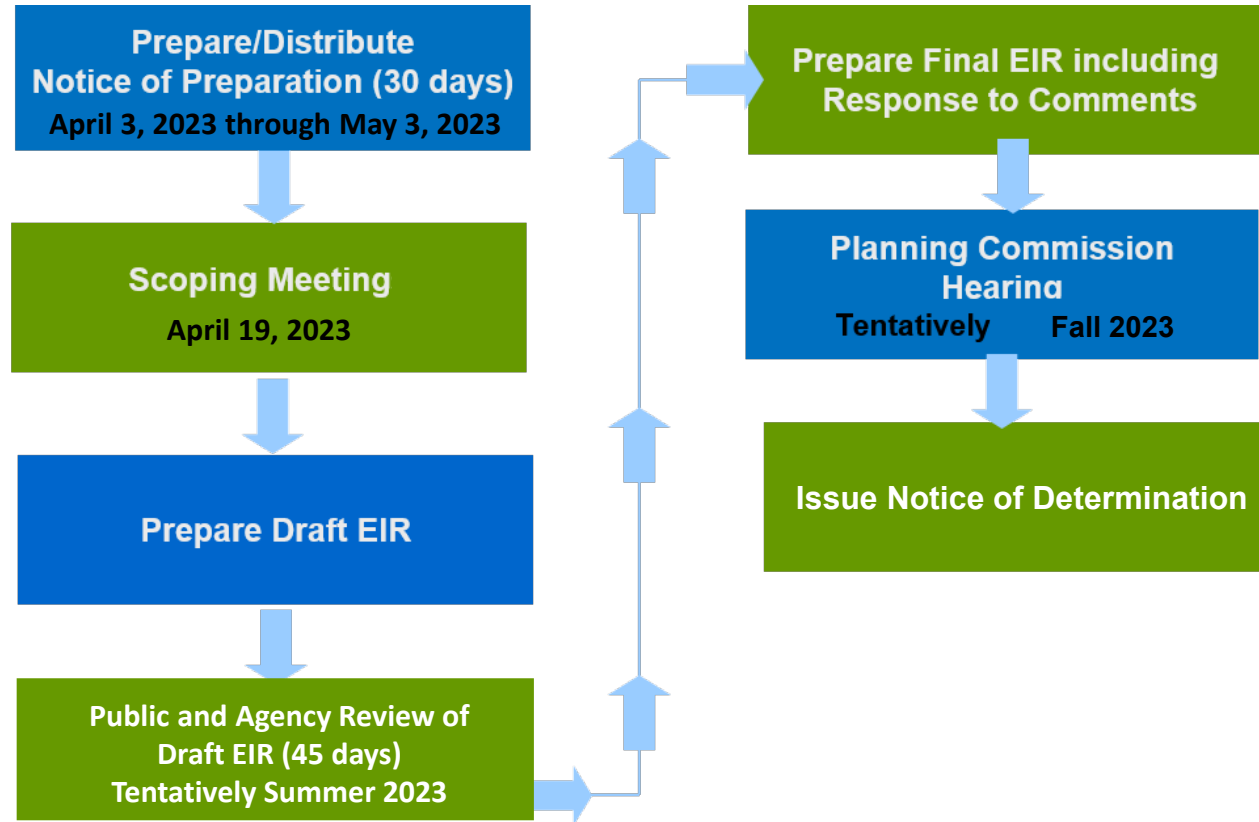 Prepare/Distribute
Notice of Preparation (30 days)
April 3, 2023 through May 3, 2023
Scoping Meeting
April 19, 2023
Prepare Draft EIR
Public and Agency Review of
Draft EIR (45 days)
Tentatively Summer 2023
Prepare Final EIR including
Response to Comments
Planning Commission
Hearing
Tentatively Fall 2023
Issue Notice of Determination